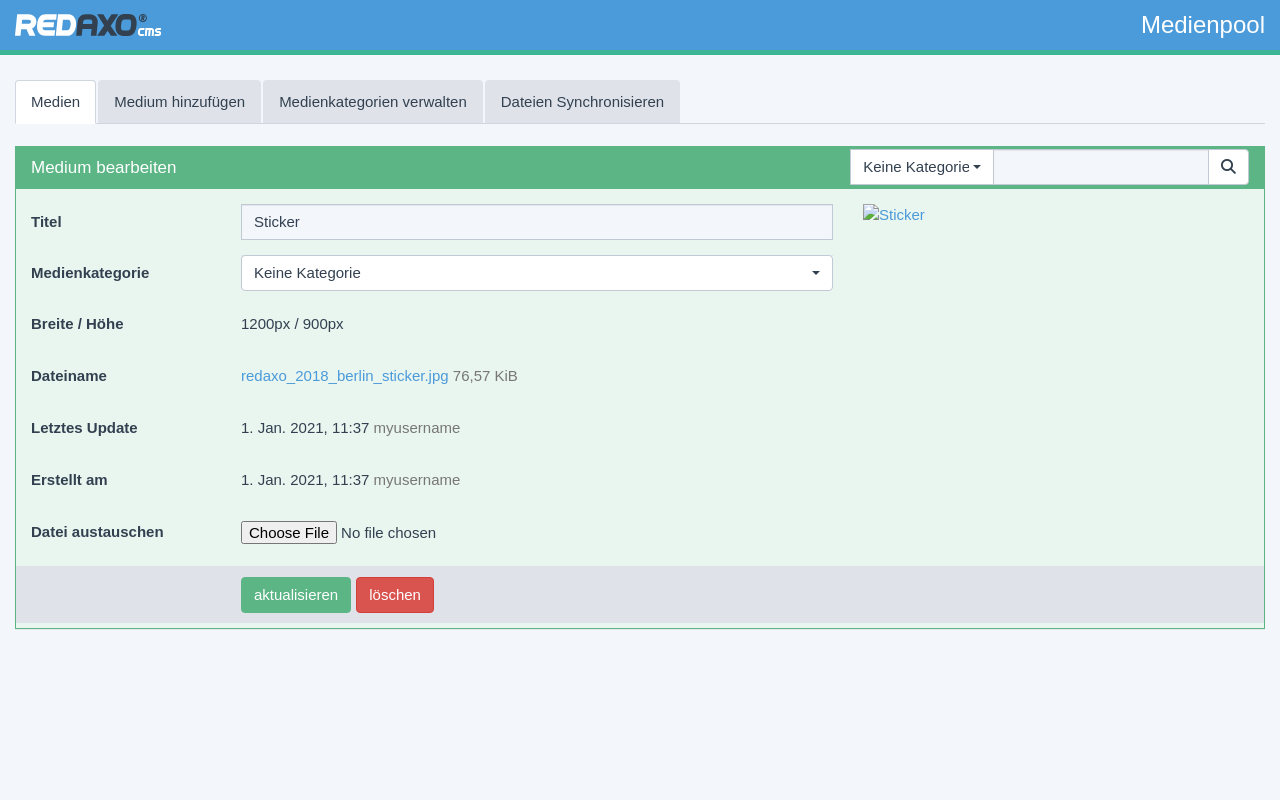 REDAXO® cms
Medienpool
Medien
Medium hinzufügen
Medienkategorien verwalten
Dateien Synchronisieren
Medium bearbeiten
Keine Kategorie
Titel
Sticker
Sticker
Medienkategorie
Keine Kategorie
Breite / Höhe
1200px / 900px
Dateiname
redaxo_2018_berlin_sticker.jpg 76,57 KiB
Letztes Update
1. Jan. 2021, 11:37 myusername
Erstellt am
1. Jan. 2021, 11:37 myusername
Datei austauschen
Choose File No file chosen
aktualisieren
löschen